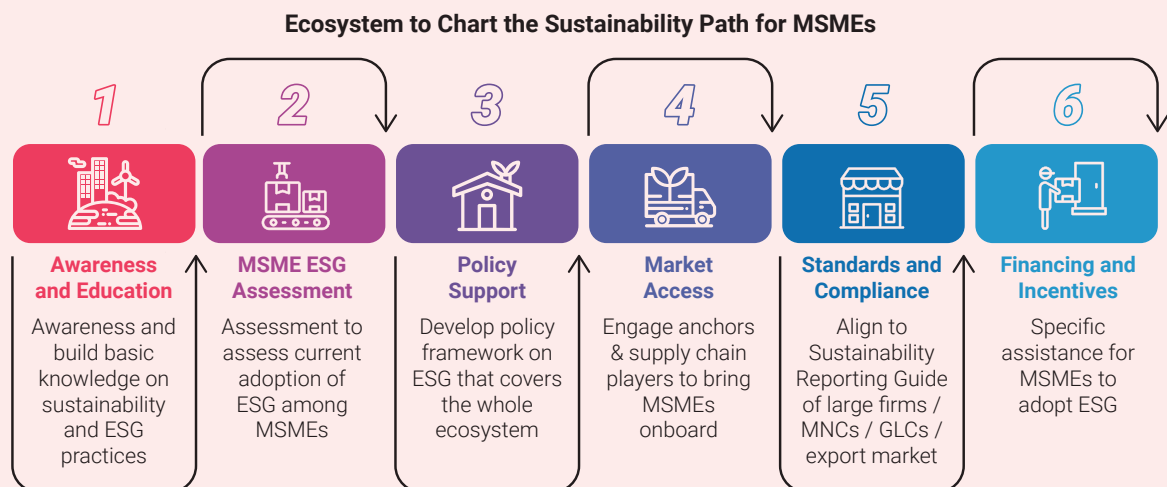 Ecosystem to Chart the Sustainability Path for MSMEs
1
Awareness
and Education
Awareness and
build basic
knowledge on
sustainability
and ESG
practices
2
MSME ESG
Assessment
Assessment to
assess current
adoption of
ESG among
MSMEs
3
Policy
Support
Develop policy
framework on
ESG that covers
the whole
ecosystem
4
Market
Access
Engage anchors
& supply chain
players to bring
MSMEs
onboard
5
Standards and
Compliance
Align to
Sustainability
Reporting Guide
of large firms /
MNCs / GLCs /
export market
6
Financing and
Incentives
Specific
assistance for
MSMEs to
adopt ESG